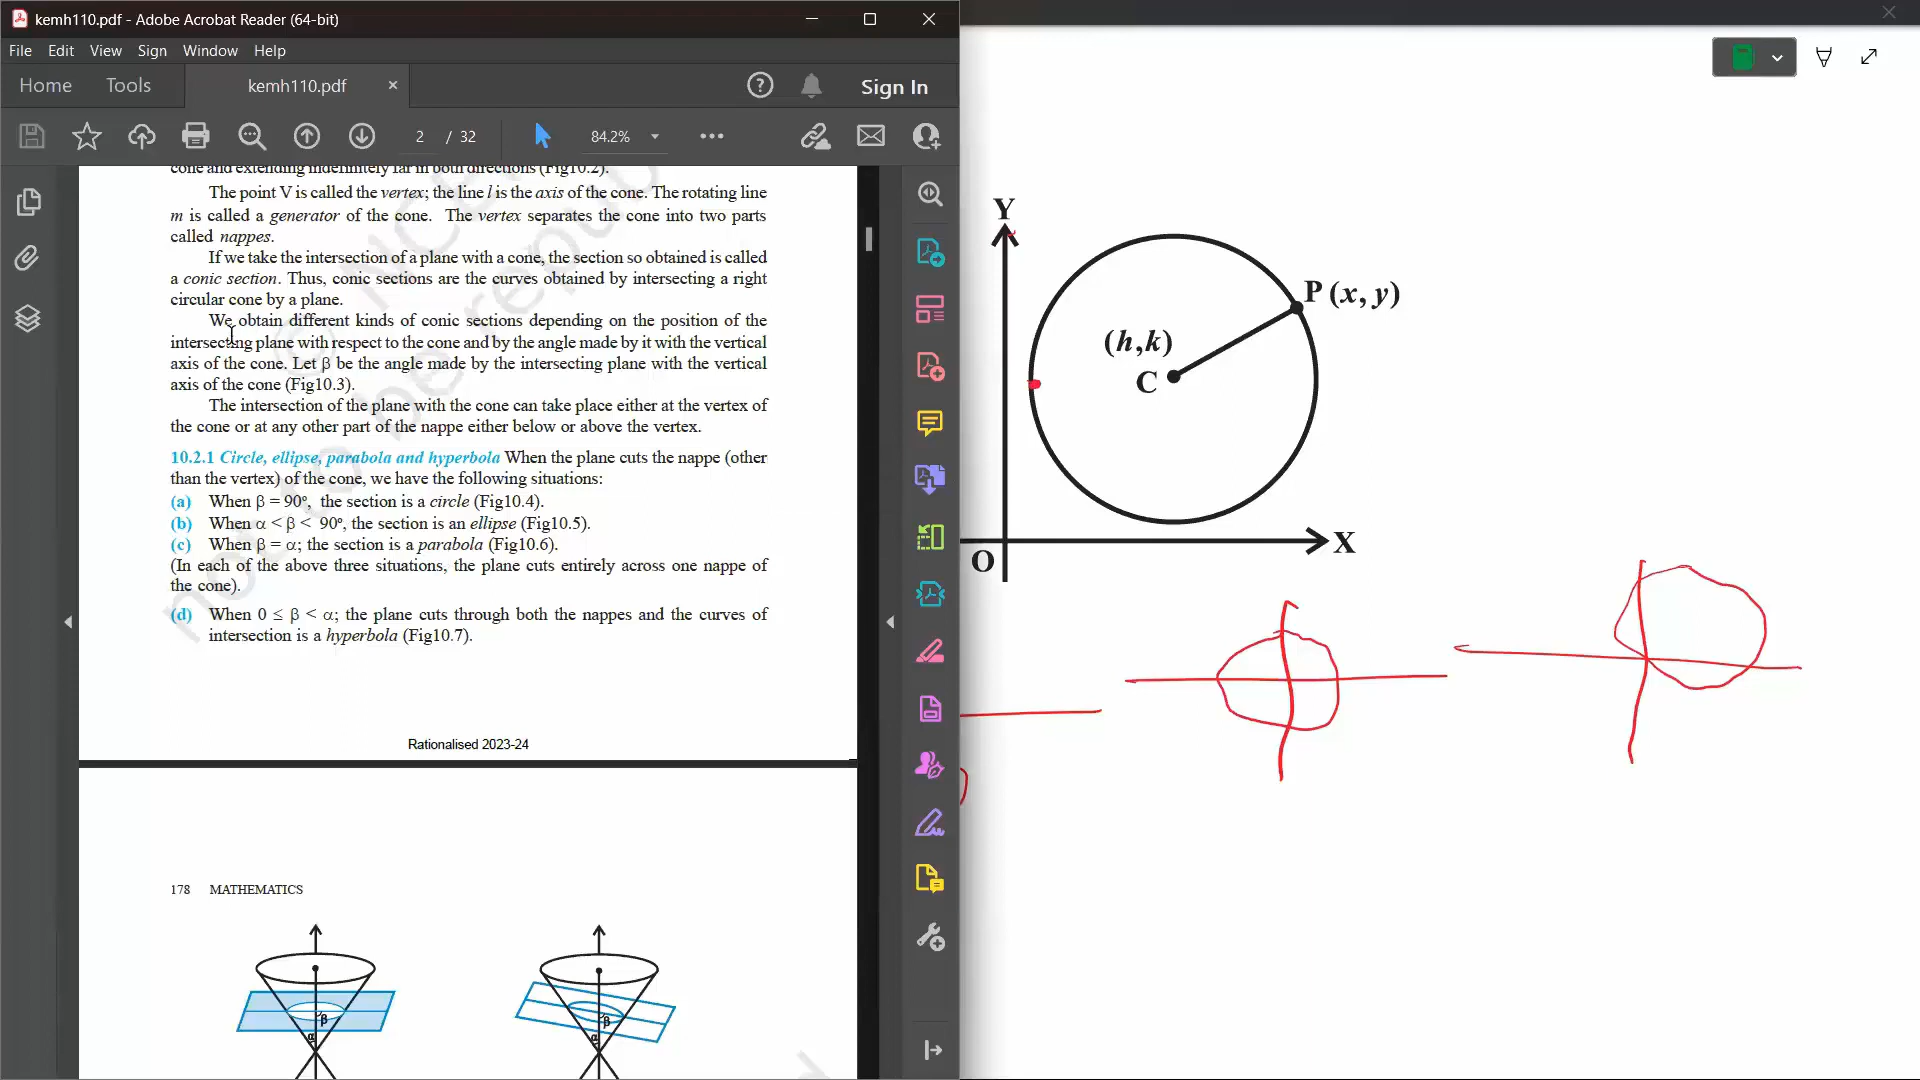 kemh110.pdf - Adobe Acrobat Reader (64-bit)
File Edit View Sign Window Help
Home Tools kemh110.pdf × Sign In
2 / 32 84.2%
cone and extending indefinitely far in both directions (Fig10.2).
The point V is called the vertex; the line l is the axis of the cone. The rotating line
m is called a generator of the cone. The vertex separates the cone into two parts
called nappes.
If we take the intersection of a plane with a cone, the section so obtained is called
a conic section. Thus, conic sections are the curves obtained by intersecting a right
circular cone by a plane.
We obtain different kinds of conic sections depending on the position of the
intersecting plane with respect to the cone and by the angle made by it with the vertical
axis of the cone. Let β be the angle made by the intersecting plane with the vertical
axis of the cone (Fig10.3).
The intersection of the plane with the cone can take place either at the vertex of
the cone or at any other part of the nappe either below or above the vertex.
10.2.1 Circle, ellipse, parabola and hyperbola When the plane cuts the nappe (other
than the vertex) of the cone, we have the following situations:
(a) When β = 90°, the section is a circle (Fig10.4).
(b) When α < β < 90°, the section is an ellipse (Fig10.5).
(c) When β = α; the section is a parabola (Fig10.6).
(In each of the above three situations, the plane cuts entirely across one nappe of
the cone).
(d) When 0 ≤ β < α; the plane cuts through both the nappes and the curves of
intersection is a hyperbola (Fig10.7).
Rationalised 2023-24
178 MATHEMATICS
β
α
β
α
Y
P (x, y)
(h,k)
C
O
X